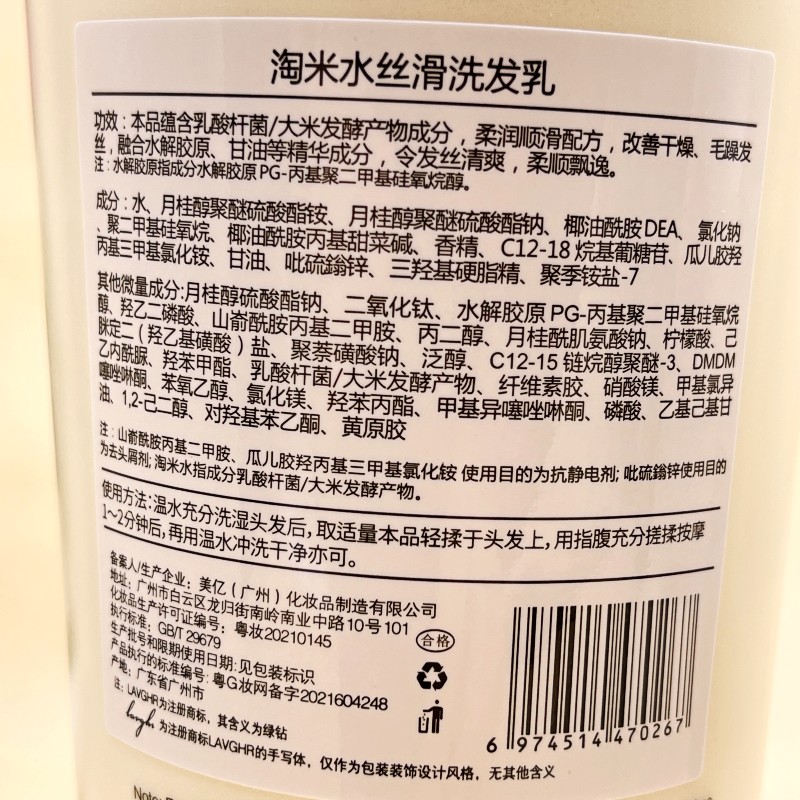 淘米水丝滑洗发乳
功效：本品蕴含乳酸杆菌/大米发酵产物成分，柔润顺滑配方，改善干燥、毛躁发
丝，融合水解胶原、甘油等精华成分，令发丝清爽，柔顺飘逸。
注：水解胶原指成分水解胶原PG-丙基聚二甲基硅氧烷醇。
成分：水、月桂醇聚醚硫酸酯铵、月桂醇聚醚硫酸酯钠、椰油酰胺DEA、氯化钠
、聚二甲基硅氧烷、椰油酰胺丙基甜菜碱、香精、C12-18 烷基葡糖苷、瓜儿胶羟
丙基三甲基氯化铵、甘油、吡硫鎓锌、三羟基硬脂精、聚季铵盐-7
其他微量成分:月桂醇硫酸酯钠、二氧化钛、水解胶原PG-丙基聚二甲基硅氧烷
醇、羟乙二磷酸、山嵛酰胺丙基二甲胺、丙二醇、月桂酰肌氨酸钠、柠檬酸、己
脒定二（羟乙基磺酸）盐、聚萘磺酸钠、泛醇、C12-15 链烷醇聚醚-3、DMDM
乙内酰脲、羟苯甲酯、乳酸杆菌/大米发酵产物、纤维素胶、硝酸镁、甲基氯异
噻唑啉酮、苯氧乙醇、氯化镁、羟苯丙酯、甲基异噻唑啉酮、磷酸、乙基己基甘
油、1,2-己二醇、对羟基苯乙酮、黄原胶
注：山嵛酰胺丙基二甲胺、瓜儿胶羟丙基三甲基氯化铵 使用目的为抗静电剂; 吡硫鎓锌使用目的
为去头屑剂; 淘米水指成分乳酸杆菌/大米发酵产物。
使用方法:温水充分洗湿头发后,取适量本品轻揉于头发上,用指腹充分搓揉按摩
1～2分钟后,再用温水冲洗干净亦可。
备案人/生产企业：美亿（广州）化妆品制造有限公司
地址：广州市白云区龙归街南岭南业中路10号101
化妆品生产许可证编号：粤妆20210145
执行标准：GB/T 29679
生产批号和限期使用日期:见包装标识
产品执行的标准编号:粤G妆网备字2021604248
产地：广东省广州市
注：LAVGHR为注册商标，其含义为绿钻
为注册商标LAVGHR的手写体，仅作为包装装饰设计风格，无其他含义
合格
6 974514 470267